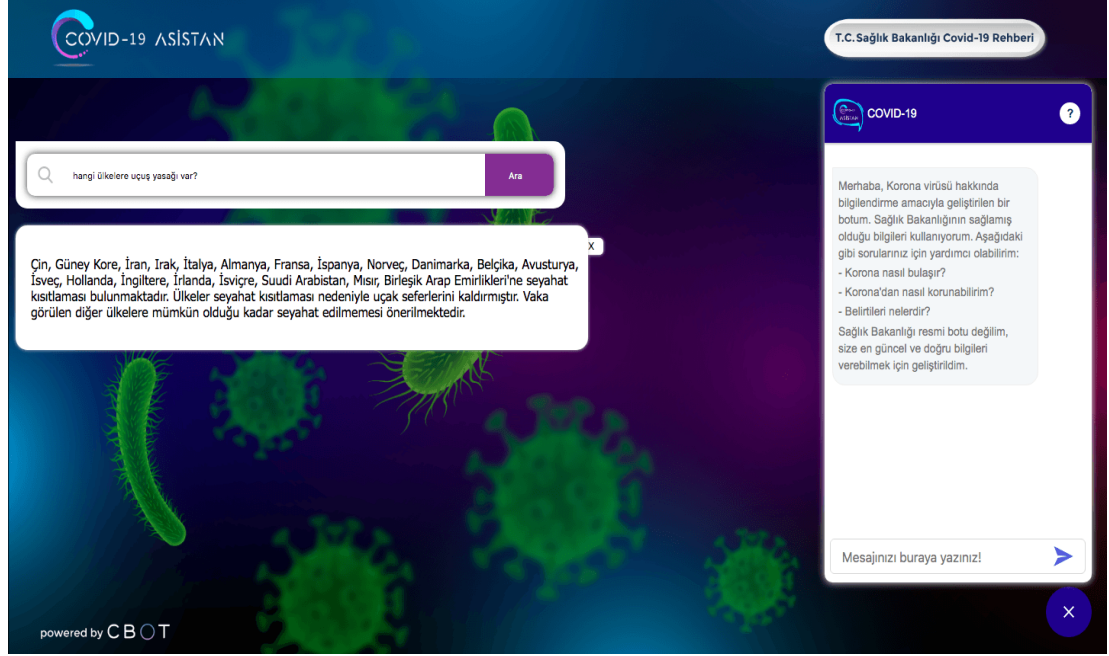 COVID-19 ASİSTAN
T.C. Sağlık Bakanlığı Covid-19 Rehberi
hangi ülkelere uçuş yasağı var?
Ara
X
Çin, Güney Kore, İran, Irak, İtalya, Almanya, Fransa, İspanya, Norveç, Danimarka, Belçika, Avusturya,
İsveç, Hollanda, İngiltere, İrlanda, İsviçre, Suudi Arabistan, Mısır, Birleşik Arap Emirlikleri'ne seyahat
kısıtlaması bulunmaktadır. Ülkeler seyahat kısıtlaması nedeniyle uçak seferlerini kaldırmıştır. Vaka
görülen diğer ülkelere mümkün olduğu kadar seyahat edilmemesi önerilmektedir.
COVID-19
?
Merhaba, Korona virüsü hakkında
bilgilendirme amacıyla geliştirilen bir
botum. Sağlık Bakanlığının sağlamış
olduğu bilgileri kullanıyorum. Aşağıdaki
gibi sorularınız için yardımcı olabilirim:
- Korona nasıl bulaşır?
- Korona'dan nasıl korunabilirim?
- Belirtileri nelerdir?
Sağlık Bakanlığı resmi botu değilim,
size en güncel ve doğru bilgileri
verebilmek için geliştirildim.
Mesajınızı buraya yazınız!
powered by CBOT